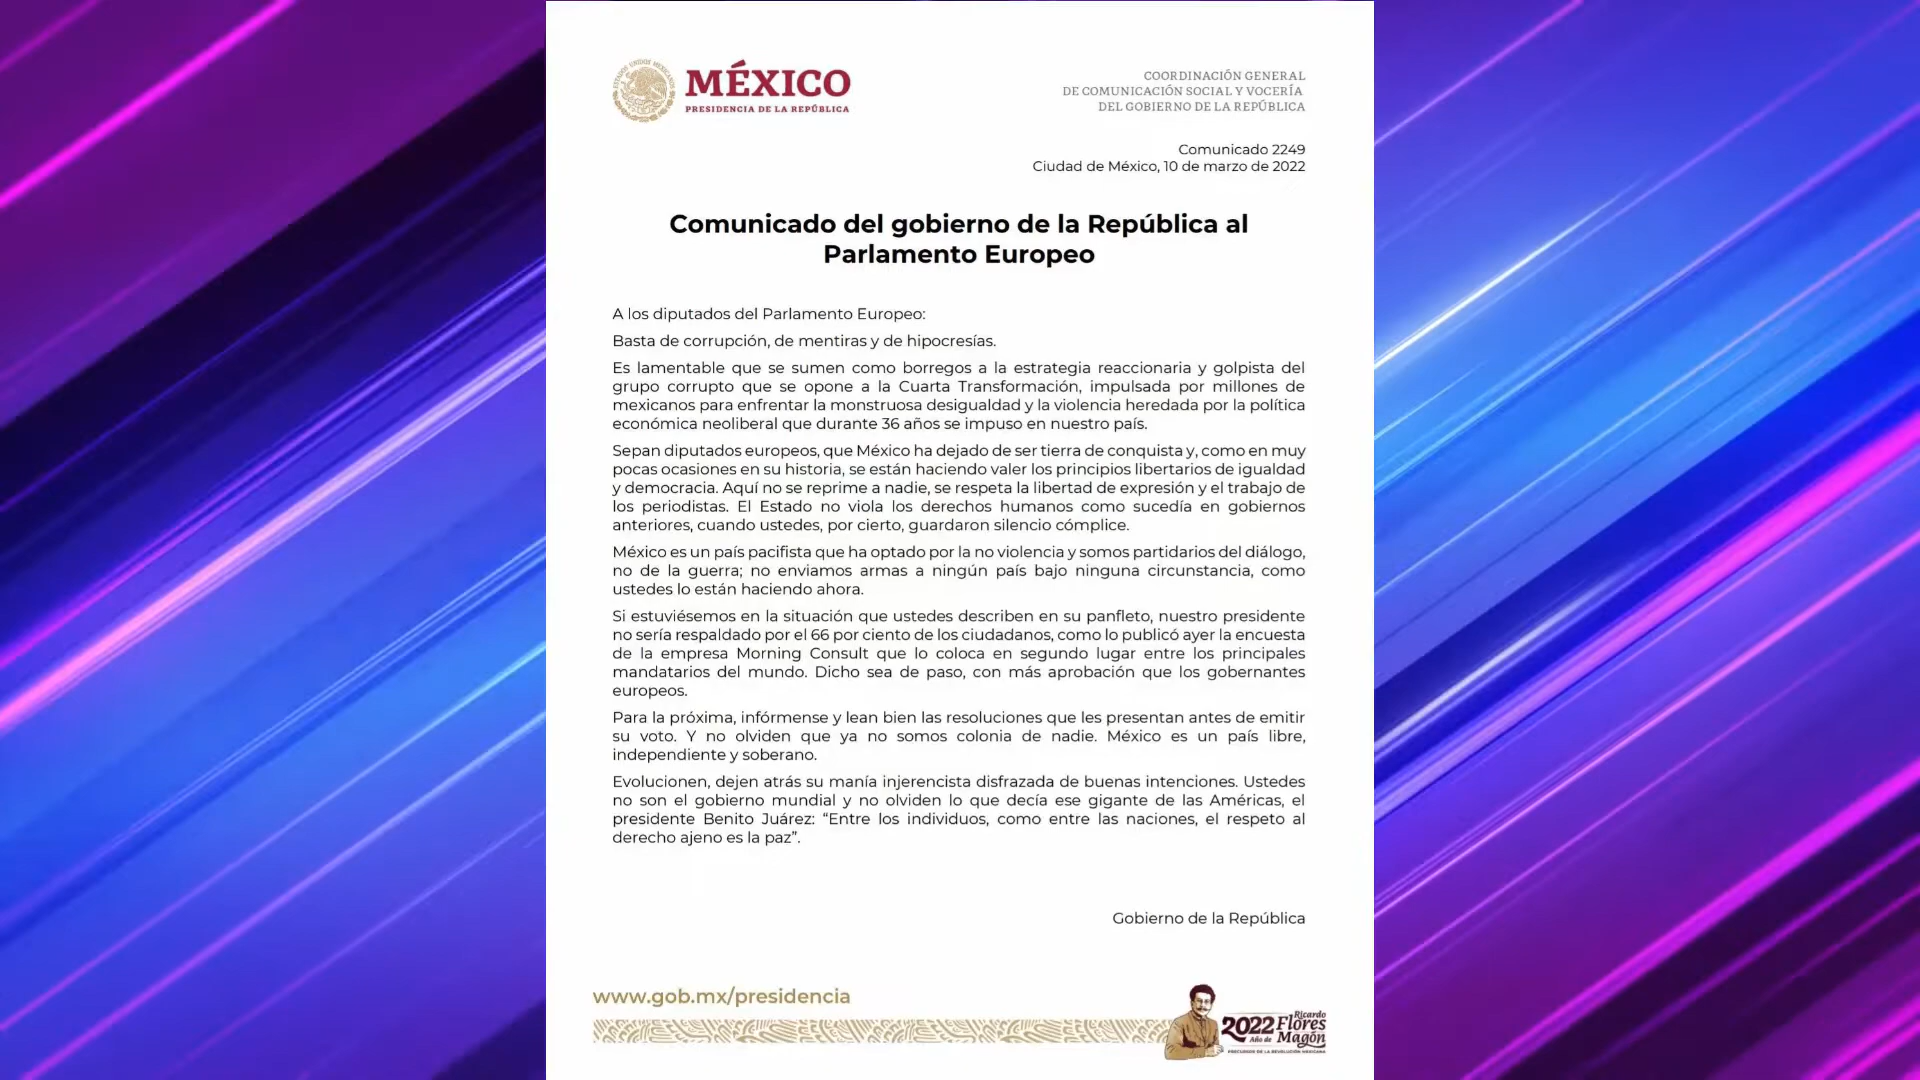 ESTADOS UNIDOS MEXICANOS
MÉXICO
PRESIDENCIA DE LA REPÚBLICA
COORDINACIÓN GENERAL
DE COMUNICACIÓN SOCIAL Y VOCERÍA
DEL GOBIERNO DE LA REPÚBLICA
Comunicado 2249
Ciudad de México, 10 de marzo de 2022
Comunicado del gobierno de la República al
Parlamento Europeo
A los diputados del Parlamento Europeo:
Basta de corrupción, de mentiras y de hipocresías.
Es lamentable que se sumen como borregos a la estrategia reaccionaria y golpista del
grupo corrupto que se opone a la Cuarta Transformación, impulsada por millones de
mexicanos para enfrentar la monstruosa desigualdad y la violencia heredada por la política
económica neoliberal que durante 36 años se impuso en nuestro país.
Sepan diputados europeos, que México ha dejado de ser tierra de conquista y, como en muy
pocas ocasiones en su historia, se están haciendo valer los principios libertarios de igualdad
y democracia. Aquí no se reprime a nadie, se respeta la libertad de expresión y el trabajo de
los periodistas. El Estado no viola los derechos humanos como sucedía en gobiernos
anteriores, cuando ustedes, por cierto, guardaron silencio cómplice.
México es un país pacifista que ha optado por la no violencia y somos partidarios del diálogo,
no de la guerra; no enviamos armas a ningún país bajo ninguna circunstancia, como
ustedes lo están haciendo ahora.
Si estuviésemos en la situación que ustedes describen en su panfleto, nuestro presidente
no sería respaldado por el 66 por ciento de los ciudadanos, como lo publicó ayer la encuesta
de la empresa Morning Consult que lo coloca en segundo lugar entre los principales
mandatarios del mundo. Dicho sea de paso, con más aprobación que los gobernantes
europeos.
Para la próxima, infórmense y lean bien las resoluciones que les presentan antes de emitir
su voto. Y no olviden que ya no somos colonia de nadie. México es un país libre,
independiente y soberano.
Evolucionen, dejen atrás su manía injerencista disfrazada de buenas intenciones. Ustedes
no son el gobierno mundial y no olviden lo que decía ese gigante de las Américas, el
presidente Benito Juárez: “Entre los individuos, como entre las naciones, el respeto al
derecho ajeno es la paz”.
Gobierno de la República
www.gob.mx/presidencia
2022 Ricardo
Año de Flores
Magón
PRECURSOR DE LA REVOLUCIÓN MEXICANA